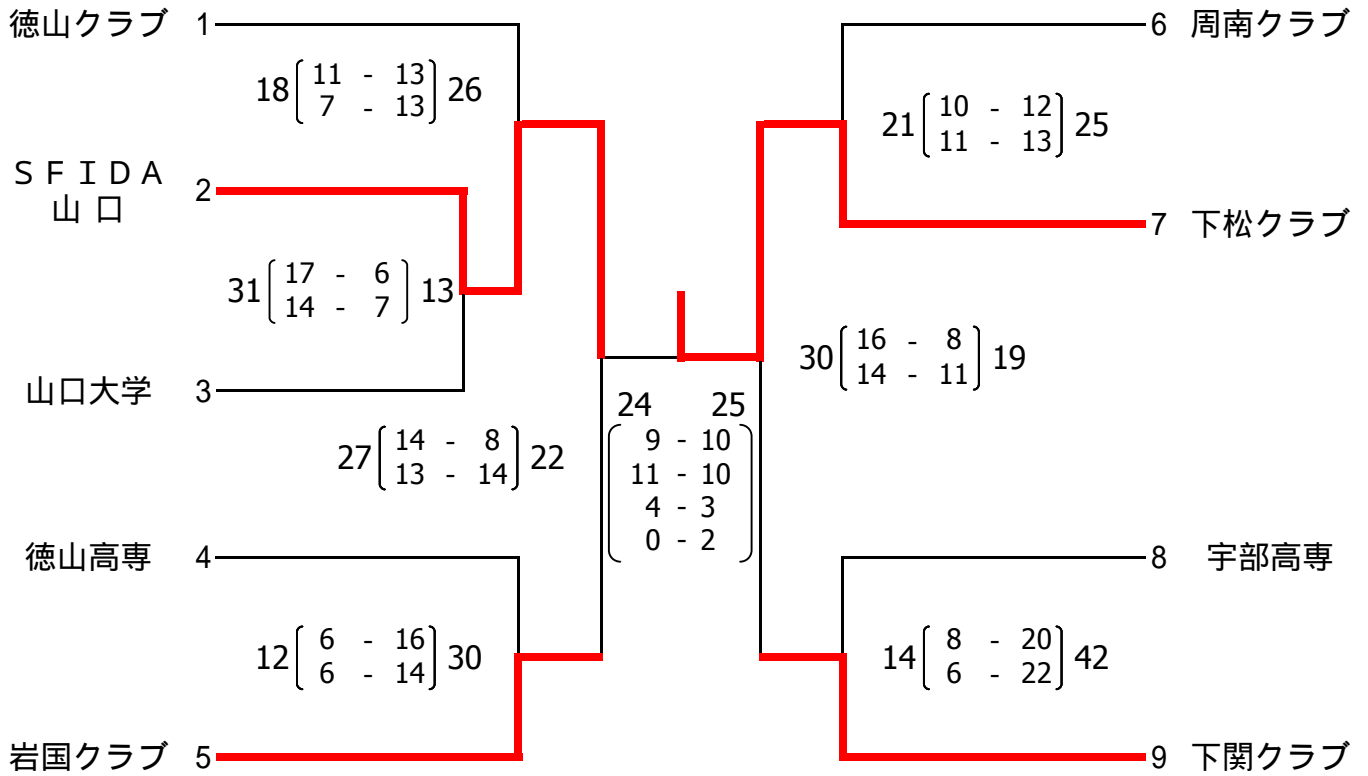 徳山クラブ 1
6 周南クラブ
18 11 - 13 26
7 - 13
21 10 - 12 25
11 - 13
ＳＦＩＤＡ
山 口 2
7 下松クラブ
31 17 - 6 13
14 - 7
30 16 - 8 19
14 - 11
山口大学 3
24 25
9 - 10
11 - 10
4 - 3
0 - 2
27 14 - 8 22
13 - 14
徳山高専 4
8 宇部高専
12 6 - 16 30
6 - 14
14 8 - 20 42
6 - 22
岩国クラブ 5
9 下関クラブ